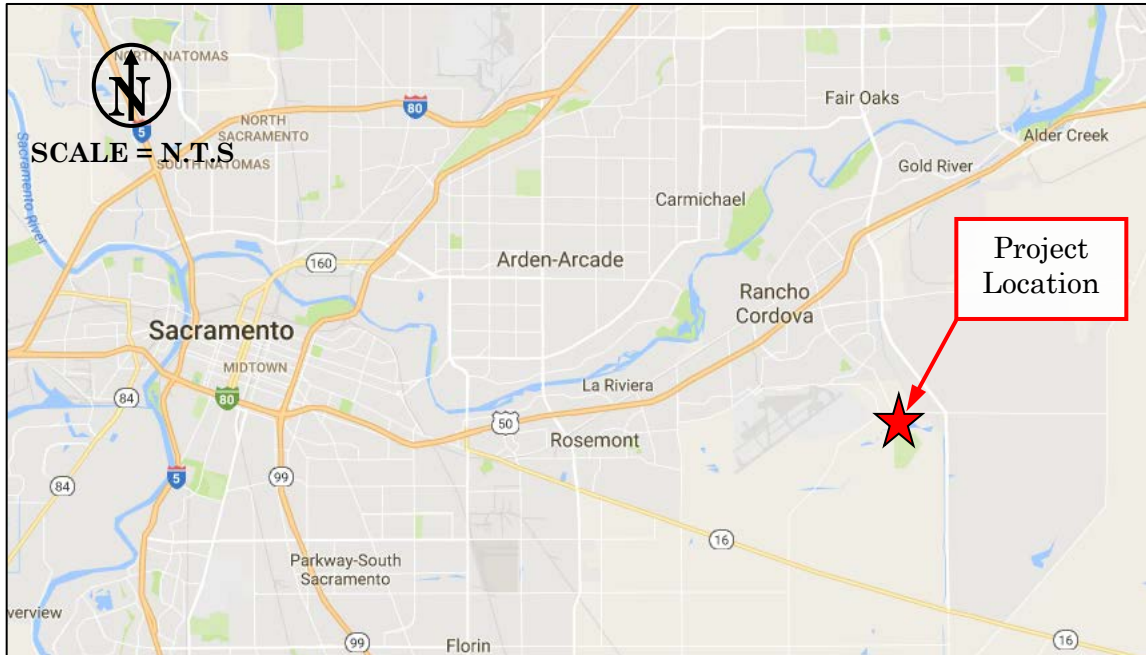 NORTH NATOMAS
N
5
SCALE = N.T.S
SOUTH NATOMAS
NORTH
SACRAMENTO
80
Sacramento River
Fair Oaks
Alder Creek
Gold River
Carmichael
Project
Location
160
Arden-Arcade
Rancho
Cordova
Sacramento
MIDTOWN
La Riviera
84
80
50
Rosemont
5
99
84
16
Parkway-South
Sacramento
verview
99
Florin
16